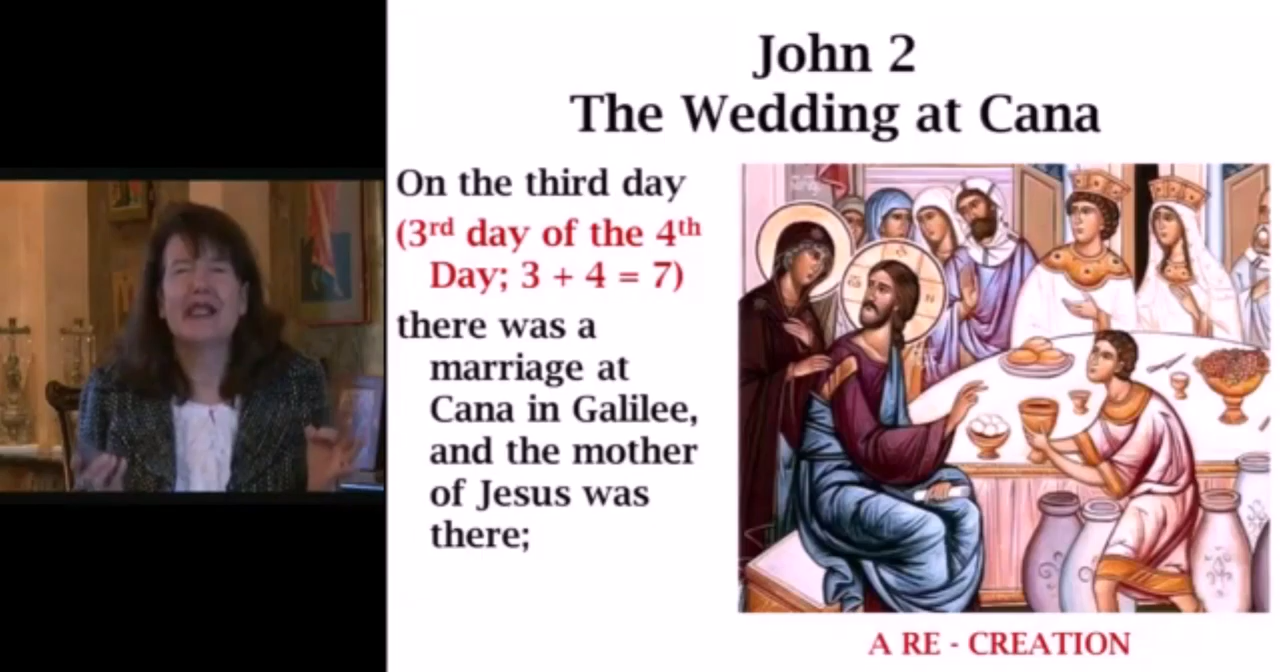 John 2
The Wedding at Cana
On the third day
(3rd day of the 4th
Day; 3 + 4 = 7)
there was a
marriage at
Cana in Galilee,
and the mother
of Jesus was
there;
A RE - CREATION